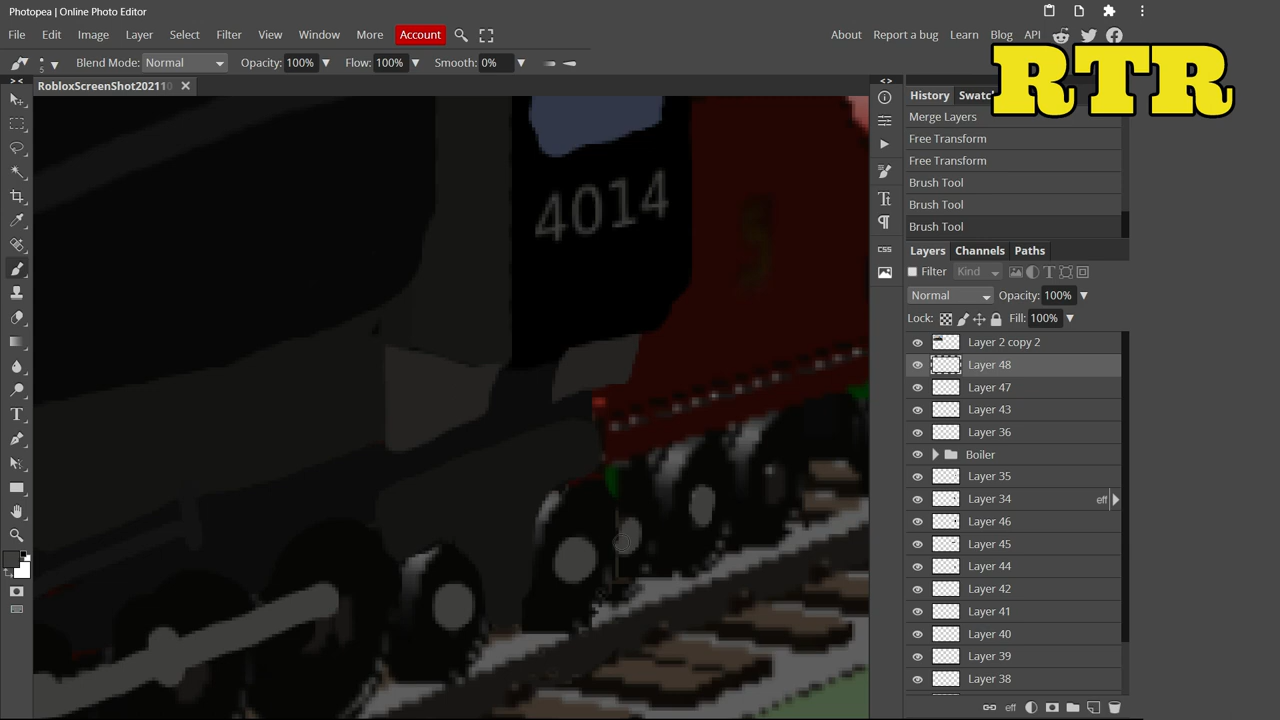 Photopea | Online Photo Editor
File Edit Image Layer Select Filter View Window More Account
About Report a bug Learn Blog API
RTR
5 Blend Mode: Normal Opacity: 100% Flow: 100% Smooth: 0%
RobloxScreenShot202110
History Swatc
Merge Layers
Free Transform
Free Transform
Brush Tool
Brush Tool
Brush Tool
Layers Channels Paths
Filter Kind
Normal Opacity: 100%
Lock: Fill: 100%
Layer 2 copy 2
Layer 48
Layer 47
Layer 43
Layer 36
Boiler
Layer 35
Layer 34 eff
Layer 46
Layer 45
Layer 44
Layer 42
Layer 41
Layer 40
Layer 39
Layer 38
eff
CSS
4014